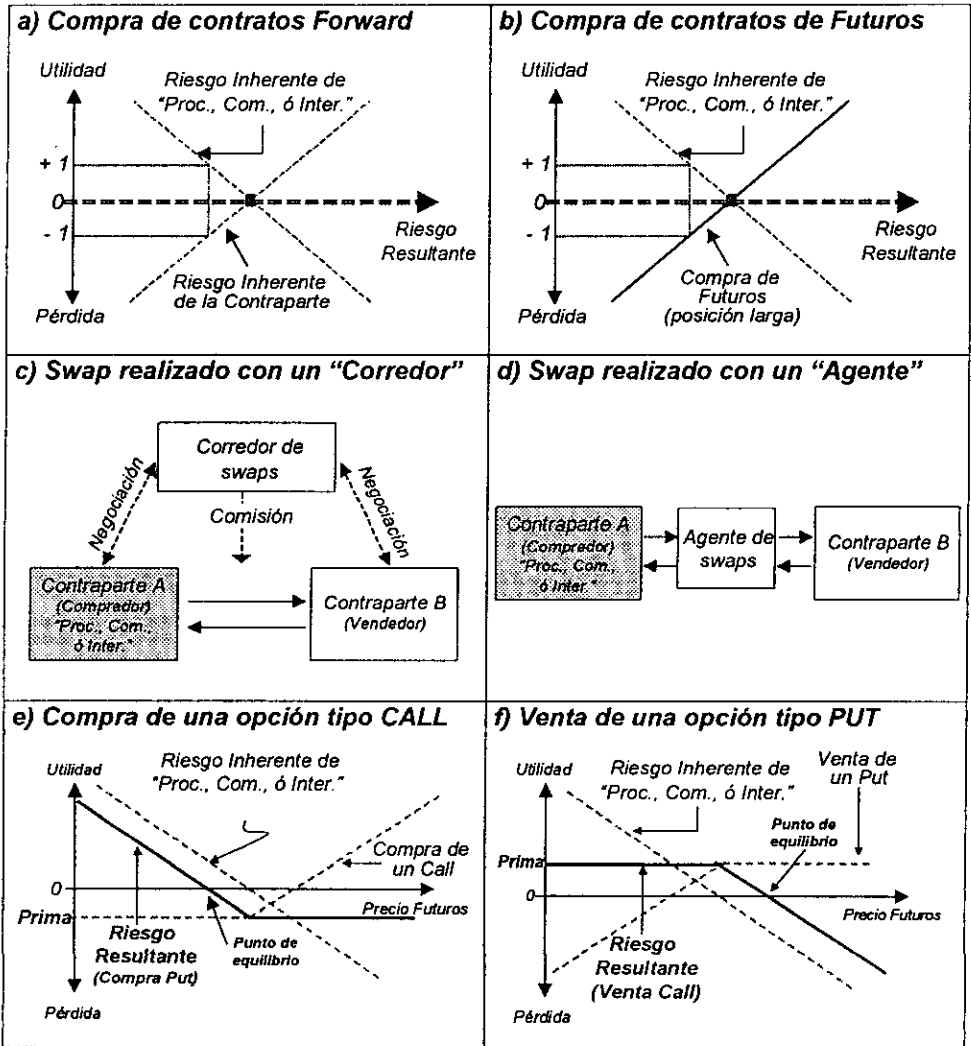 a) Compra de contratos Forward
Utilidad
Riesgo Inherente de
"Proc., Com., ó Inter."
+ 1
0
- 1
Riesgo
Resultante
Riesgo Inherente
de la Contraparte
Pérdida
b) Compra de contratos de Futuros
Utilidad
Riesgo Inherente de
"Proc., Com., ó Inter."
+ 1
0
- 1
Riesgo
Resultante
Compra de
Futuros
(posición larga)
Pérdida
c) Swap realizado con un “Corredor”
Corredor de
swaps
Negociación
Negociación
Comisión
Contraparte A
(Comprador)
"Proc., Com.,
ó Inter."
Contraparte B
(Vendedor)
d) Swap realizado con un “Agente”
Contraparte A
(Comprador)
"Proc., Com.,
ó Inter."
Agente de
swaps
Contraparte B
(Vendedor)
e) Compra de una opción tipo CALL
Utilidad
Riesgo Inherente de
"Proc., Com., ó Inter."
Compra de
un Call
0
Precio Futuros
Prima
Riesgo
Resultante
(Compra Put)
Punto de
equilibrio
Pérdida
f) Venta de una opción tipo PUT
Utilidad
Riesgo Inherente de
"Proc., Com., ó Inter."
Venta de
un Put
Punto de
equilibrio
Prima
0
Precio Futuros
Riesgo
Resultante
(Venta Call)
Pérdida